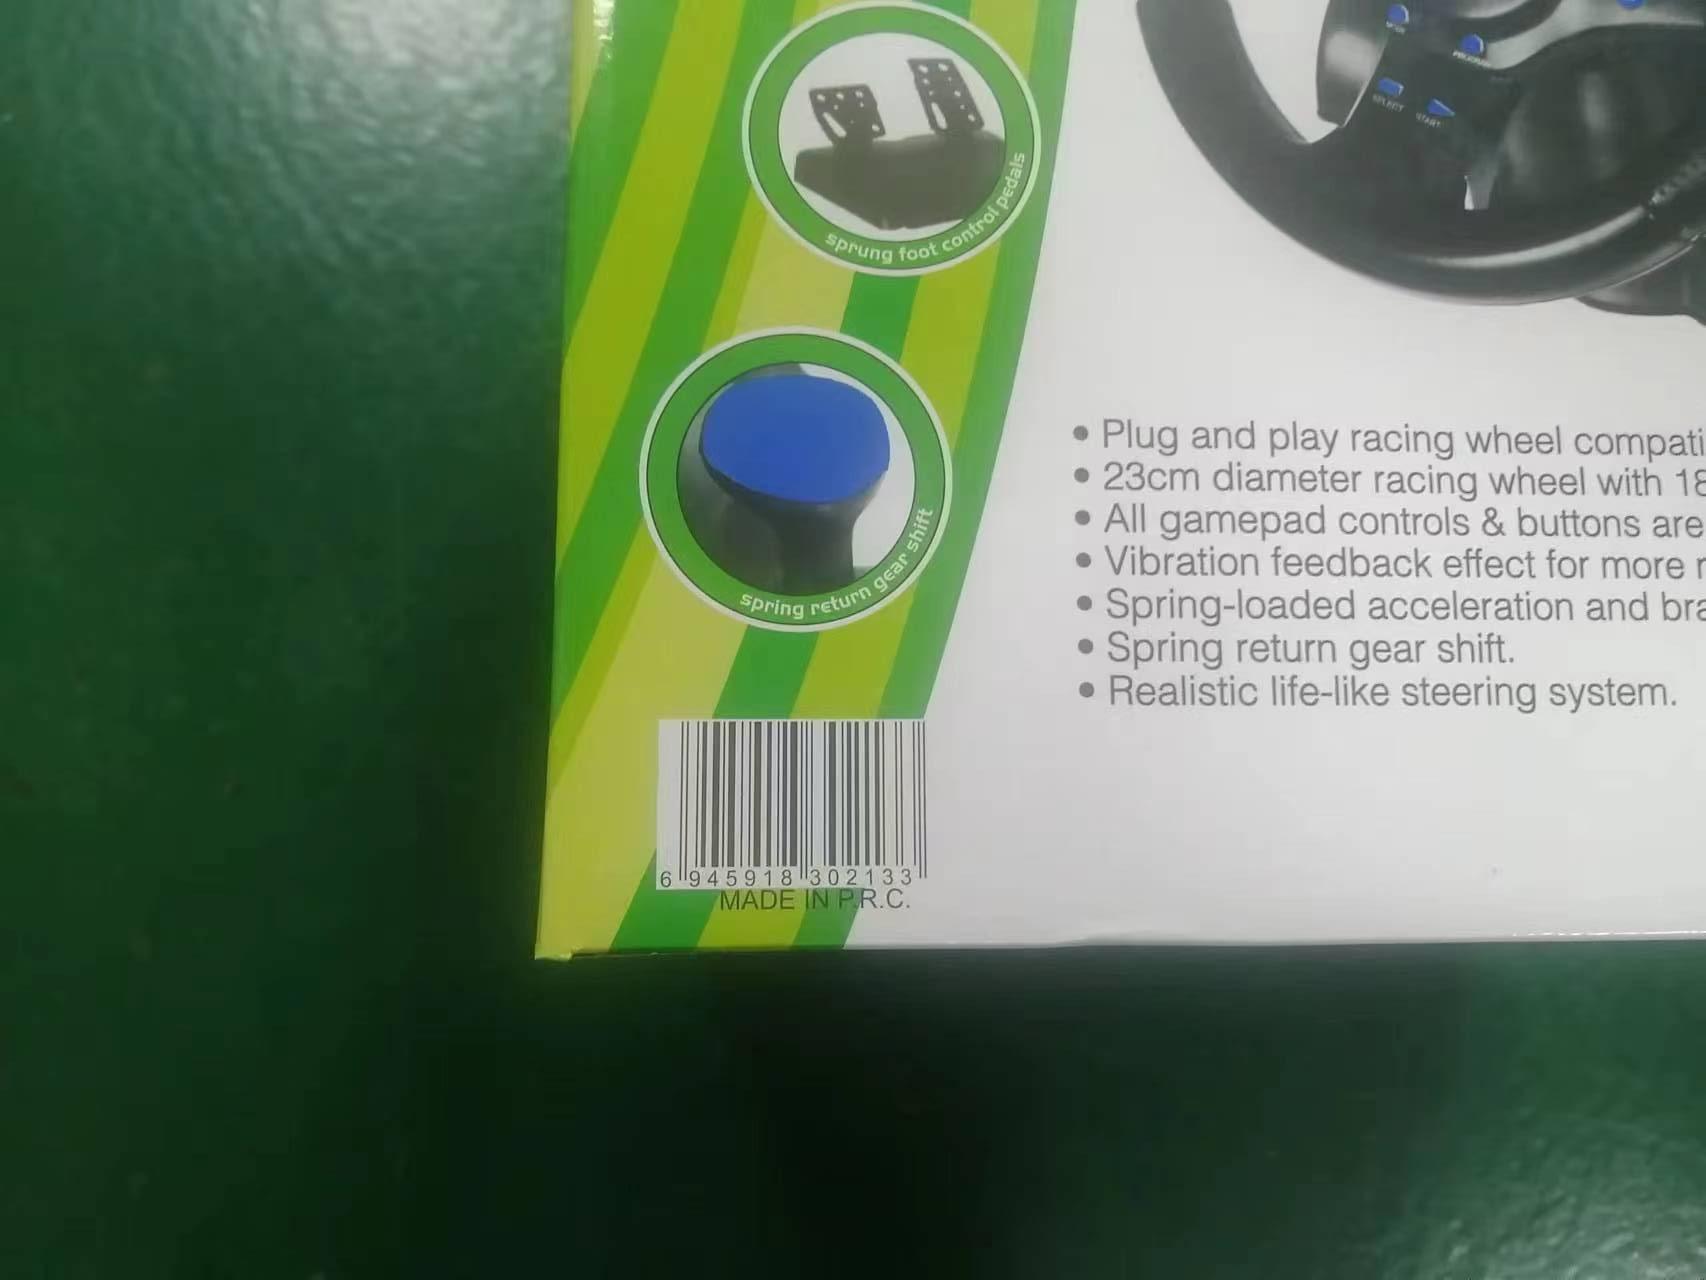 SELECT
START
sprung foot control pedals
spring return gear shift
• Plug and play racing wheel compati
• 23cm diameter racing wheel with 18
• All gamepad controls & buttons are
• Vibration feedback effect for more r
• Spring-loaded acceleration and bra
• Spring return gear shift.
• Realistic life-like steering system.
6 945918 302133
MADE IN P.R.C.